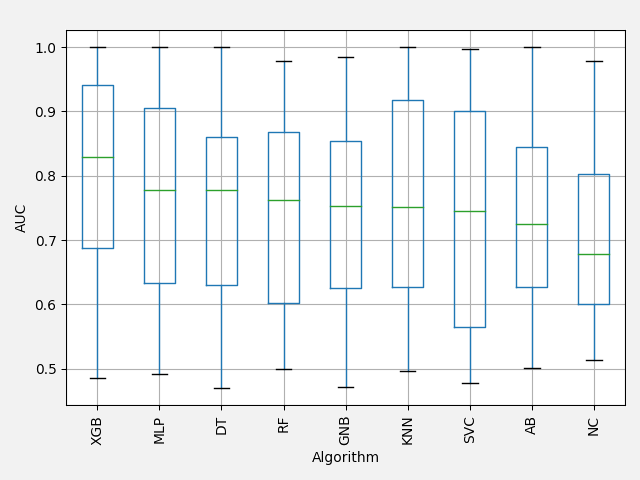 1.0
0.9
0.8
0.7
0.6
0.5
AUC
XGB
MLP
DT
RF
GNB
KNN
SVC
AB
NC
Algorithm